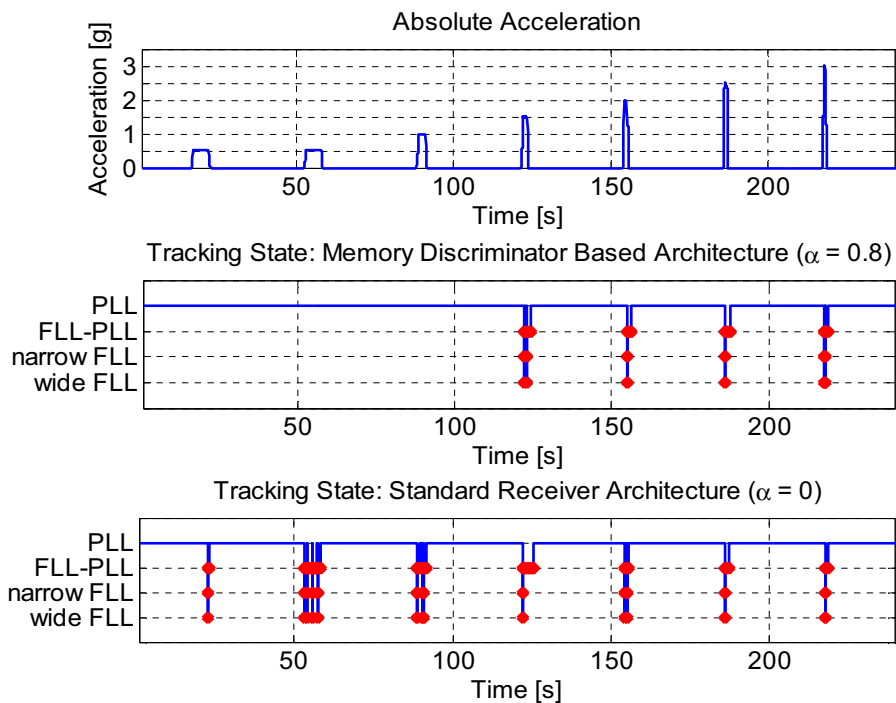 Absolute Acceleration
Acceleration [g]
3
2
1
0
50 100 150 200
Time [s]
Tracking State: Memory Discriminator Based Architecture (α = 0.8)
PLL
FLL-PLL
narrow FLL
wide FLL
50 100 150 200
Time [s]
Tracking State: Standard Receiver Architecture (α = 0)
PLL
FLL-PLL
narrow FLL
wide FLL
50 100 150 200
Time [s]